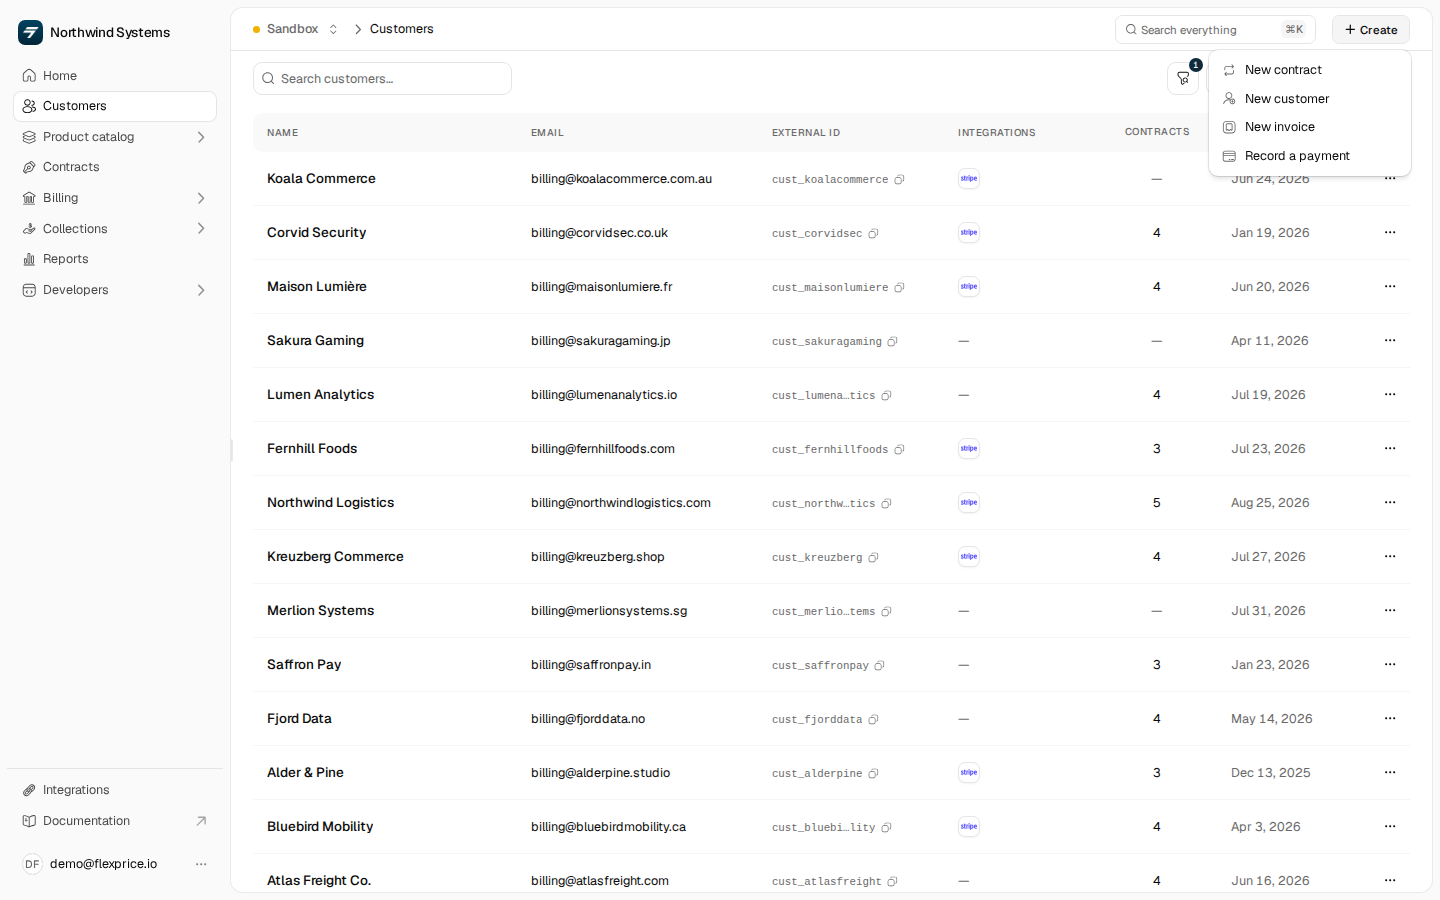 Northwind Systems
Home
Customers
Product catalog
Contracts
Billing
Collections
Reports
Developers
Integrations
Documentation
DF demo@flexprice.io
Sandbox Customers
Search everything ⌘K
+ Create
Search customers...
1
New contract
New customer
New invoice
Record a payment
NAME EMAIL EXTERNAL ID INTEGRATIONS CONTRACTS
Koala Commerce billing@koalacommerce.com.au cust_koalacommerce stripe — Jun 24, 2026
Corvid Security billing@corvidsec.co.uk cust_corvidsec stripe 4 Jan 19, 2026
Maison Lumière billing@maisonlumiere.fr cust_maisonlumiere stripe 4 Jun 20, 2026
Sakura Gaming billing@sakuragaming.jp cust_sakuragaming — — Apr 11, 2026
Lumen Analytics billing@lumenanalytics.io cust_lumena…tics — 4 Jul 19, 2026
Fernhill Foods billing@fernhillfoods.com cust_fernhillfoods stripe 3 Jul 23, 2026
Northwind Logistics billing@northwindlogistics.com cust_northw…tics stripe 5 Aug 25, 2026
Kreuzberg Commerce billing@kreuzberg.shop cust_kreuzberg stripe 4 Jul 27, 2026
Merlion Systems billing@merlionsystems.sg cust_merlio…tems — — Jul 31, 2026
Saffron Pay billing@saffronpay.in cust_saffronpay — 3 Jan 23, 2026
Fjord Data billing@fjorddata.no cust_fjorddata — 4 May 14, 2026
Alder & Pine billing@alderpine.studio cust_alderpine stripe 3 Dec 13, 2025
Bluebird Mobility billing@bluebirdmobility.ca cust_bluebi…lity stripe 4 Apr 3, 2026
Atlas Freight Co. billing@atlasfreight.com cust_atlasfreight — 4 Jun 16, 2026